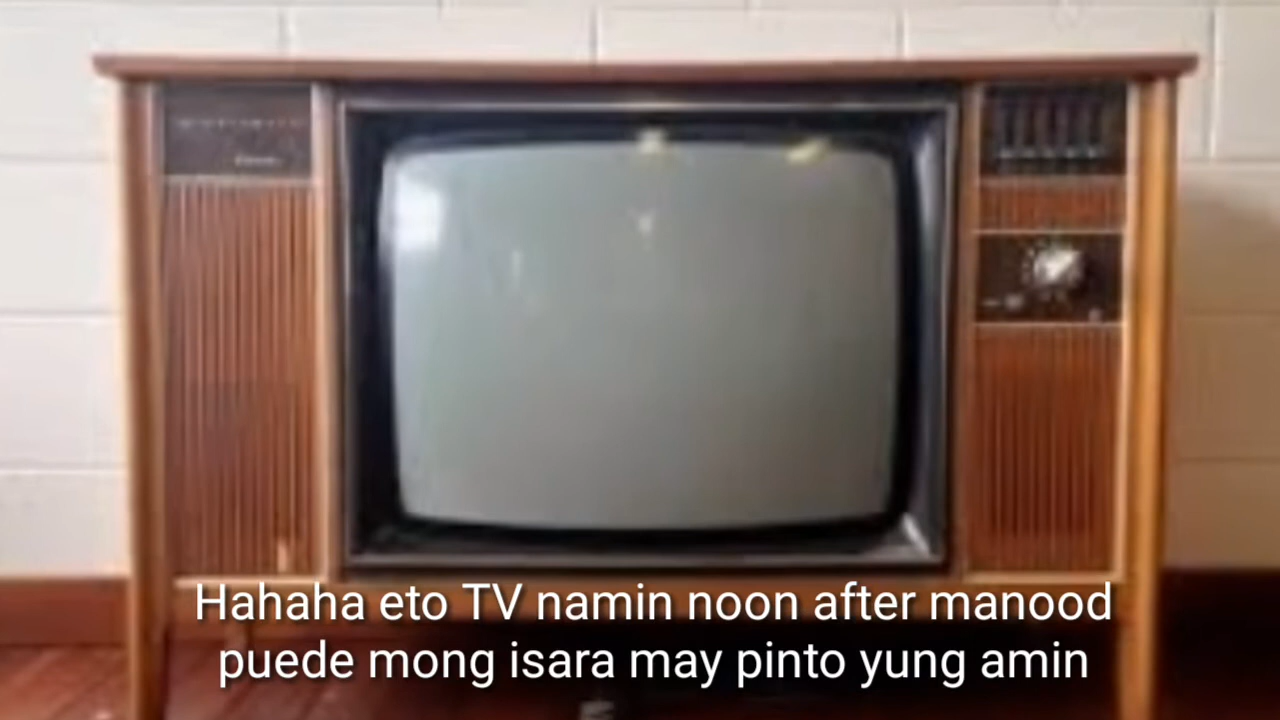 Hahaha eto TV namin noon after manood
puede mong isara may pinto yung amin